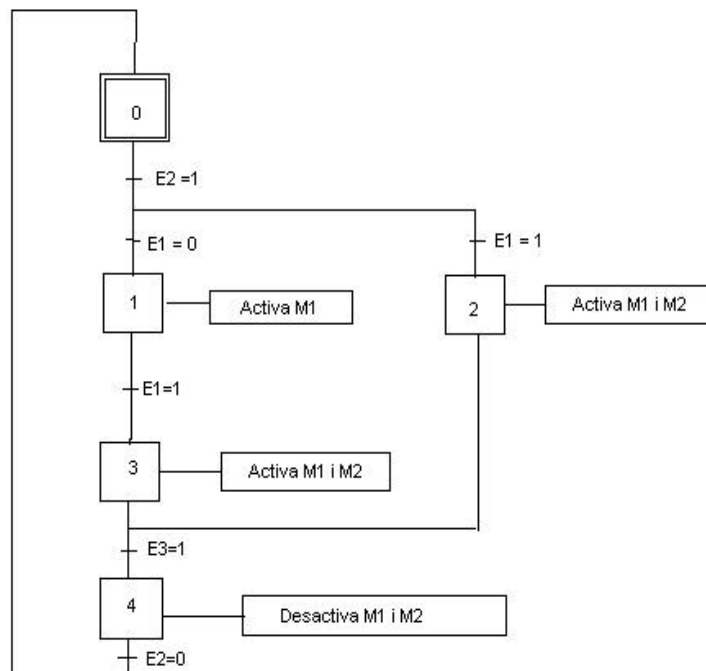 0
E2 =1
E1 = 0
E1 = 1
1
Activa M1
2
Activa M1 i M2
E1=1
3
Activa M1 i M2
E3=1
4
Desactiva M1 i M2
E2=0